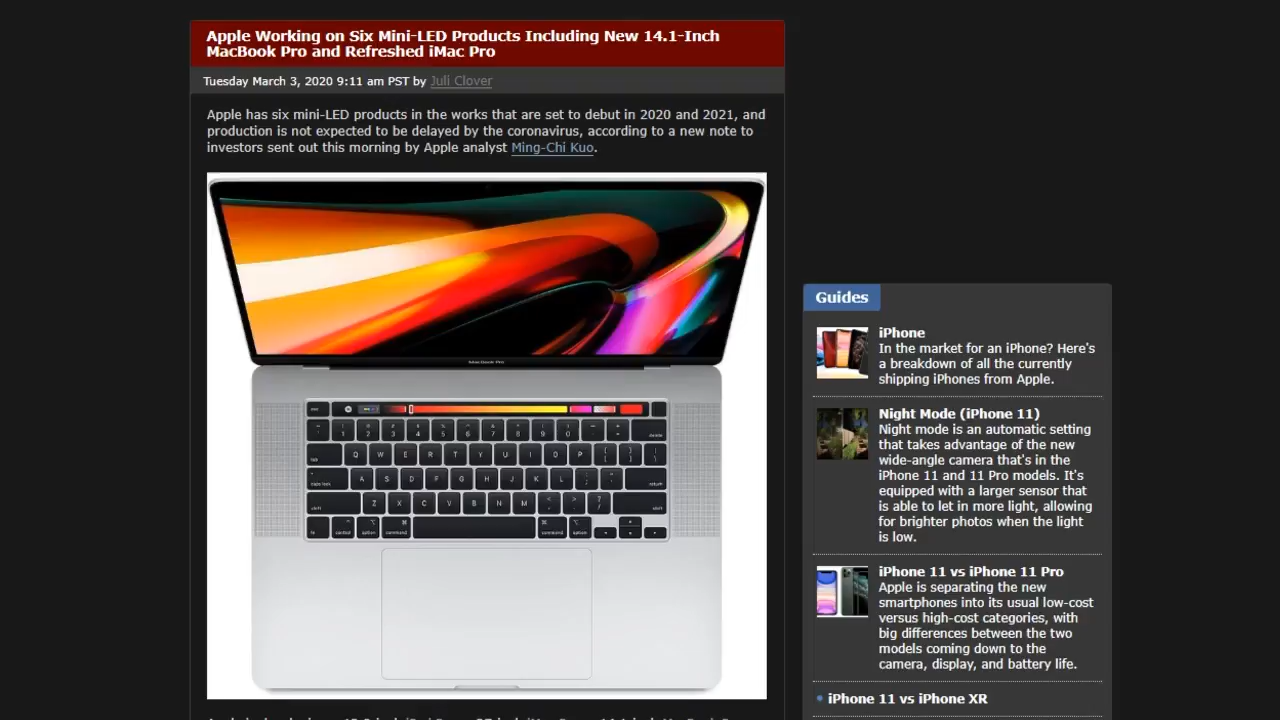 Apple Working on Six Mini-LED Products Including New 14.1-Inch
MacBook Pro and Refreshed iMac Pro
Tuesday March 3, 2020 9:11 am PST by Juli Clover
Apple has six mini-LED products in the works that are set to debut in 2020 and 2021, and
production is not expected to be delayed by the coronavirus, according to a new note to
investors sent out this morning by Apple analyst Ming-Chi Kuo.
MacBook Pro
Q W E R T Y U I O P
A S D F G H J K L
Z X C V B N M
Guides
iPhone
In the market for an iPhone? Here's
a breakdown of all the currently
shipping iPhones from Apple.
Night Mode (iPhone 11)
Night mode is an automatic setting
that takes advantage of the new
wide-angle camera that's in the
iPhone 11 and 11 Pro models. It's
equipped with a larger sensor that
is able to let in more light, allowing
for brighter photos when the light
is low.
iPhone 11 vs iPhone 11 Pro
Apple is separating the new
smartphones into its usual low-cost
versus high-cost categories, with
big differences between the two
models coming down to the
camera, display, and battery life.
iPhone 11 vs iPhone XR